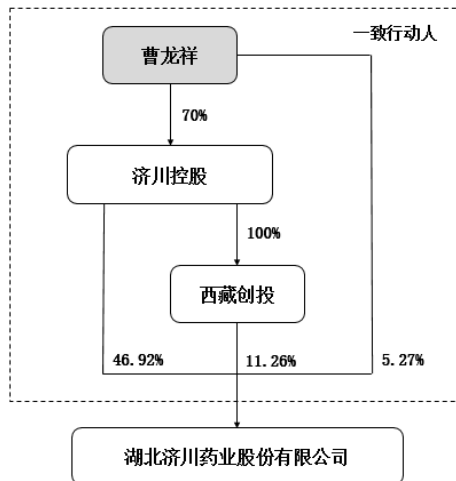 一致行动人
曹龙祥
70%
济川控股
100%
西藏创投
46.92%
11.26%
5.27%
湖北济川药业股份有限公司